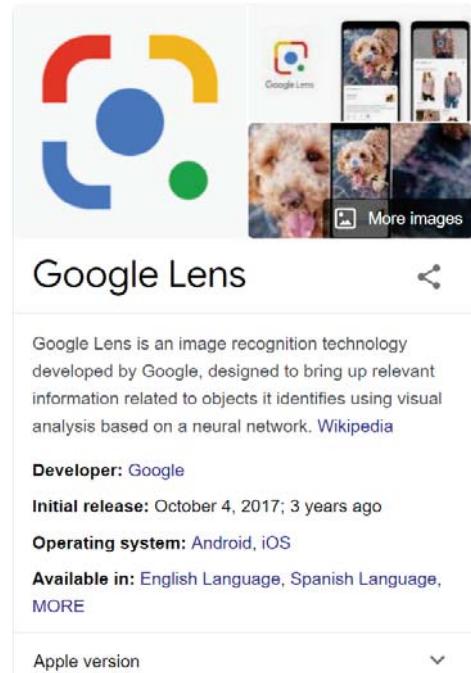 Google Lens
More images
Google Lens
Google Lens is an image recognition technology
developed by Google, designed to bring up relevant
information related to objects it identifies using visual
analysis based on a neural network. Wikipedia
Developer: Google
Initial release: October 4, 2017; 3 years ago
Operating system: Android, iOS
Available in: English Language, Spanish Language,
MORE
Apple version